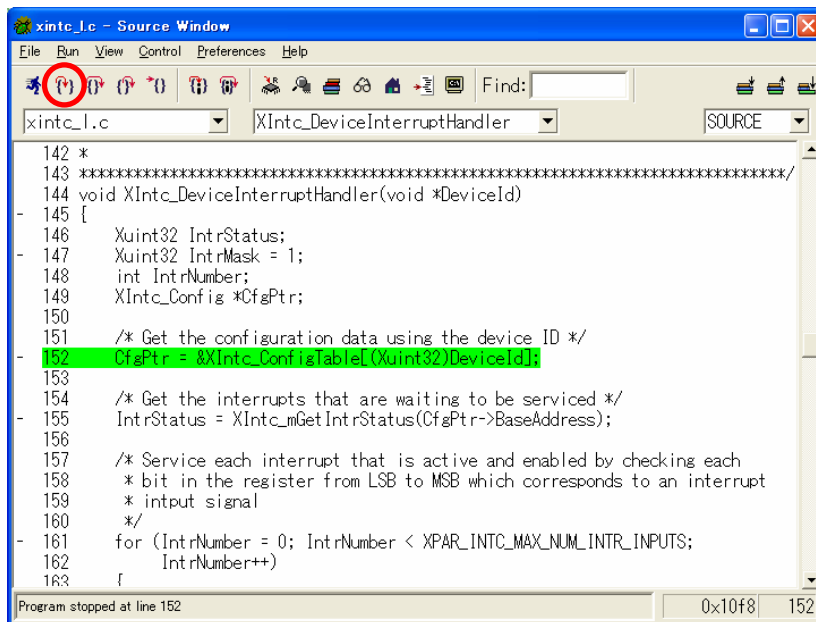 xintc_l.c - Source Window
File Run View Control Preferences Help
Find:
xintc_l.c XIntc_DeviceInterruptHandler SOURCE
142 *
143 *****************************************************************************/
144 void XIntc_DeviceInterruptHandler(void *DeviceId)
- 145 {
146 Xuint32 IntrStatus;
- 147 Xuint32 IntrMask = 1;
148 int IntrNumber;
149 XIntc_Config *CfgPtr;
150
151 /* Get the configuration data using the device ID */
- 152 CfgPtr = &XIntc_ConfigTable[(Xuint32)DeviceId];
153
154 /* Get the interrupts that are waiting to be serviced */
- 155 IntrStatus = XIntc_mGetIntrStatus(CfgPtr->BaseAddress);
156
157 /* Service each interrupt that is active and enabled by checking each
158 * bit in the register from LSB to MSB which corresponds to an interrupt
159 * intput signal
160 */
- 161 for (IntrNumber = 0; IntrNumber < XPAR_INTC_MAX_NUM_INTR_INPUTS;
162 IntrNumber++)
163 {
Program stopped at line 152 0x10f8 152